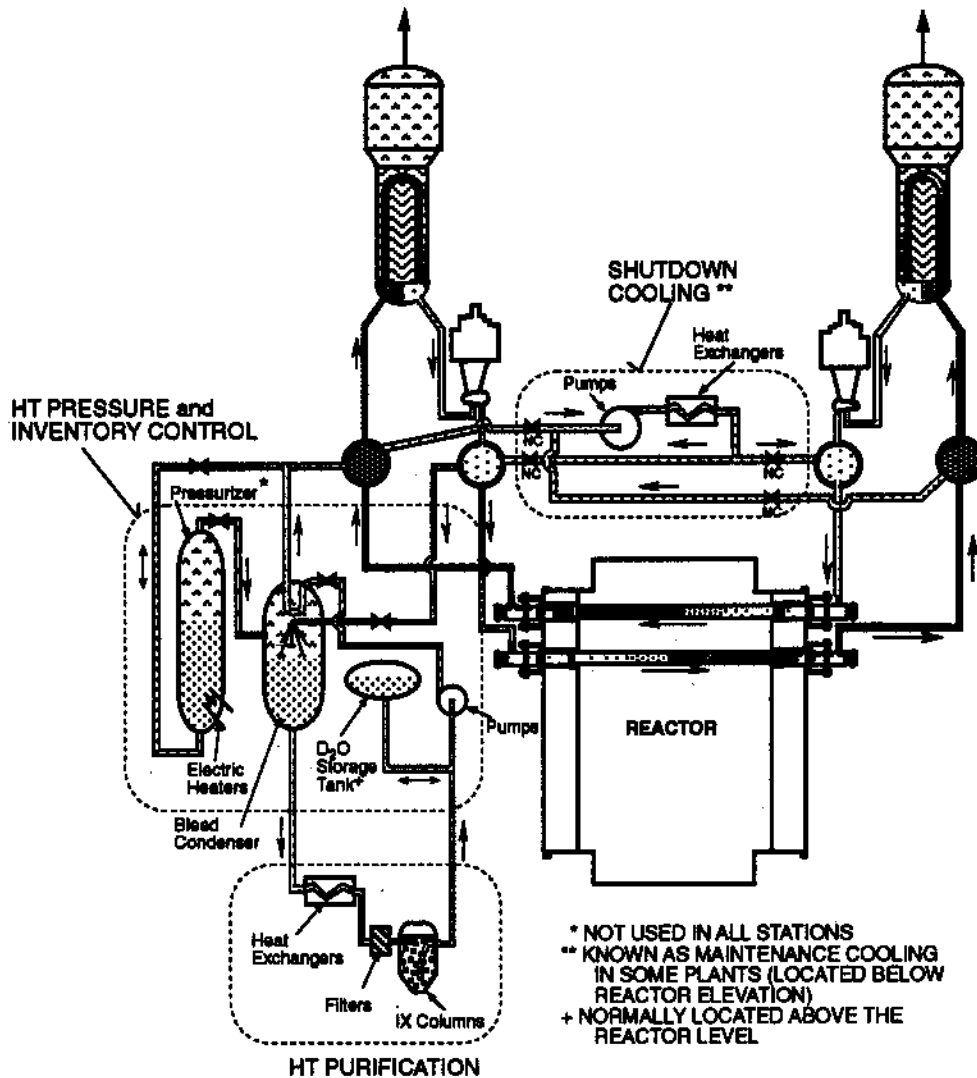 SHUTDOWN
COOLING **
Heat
Exchangers
Pumps
HT PRESSURE and
INVENTORY CONTROL
NC
NC
NC
NC
Pressurizer *
Pumps
REACTOR
D2O
Storage
Tank+
Electric
Heaters
Bleed
Condenser
Heat
Exchangers
Filters
IX Columns
HT PURIFICATION
* NOT USED IN ALL STATIONS
** KNOWN AS MAINTENANCE COOLING
IN SOME PLANTS (LOCATED BELOW
REACTOR ELEVATION)
+ NORMALLY LOCATED ABOVE THE
REACTOR LEVEL